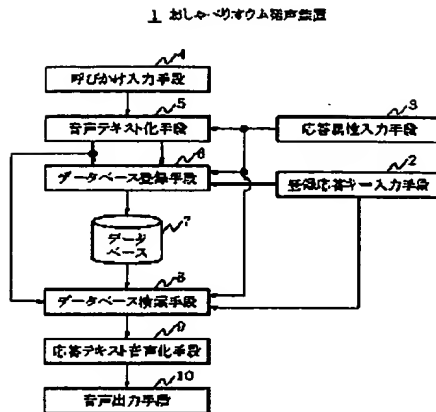 1 おしゃべりオウム発声装置
4
呼びかけ入力手段
5
3
音声テキスト化手段
応答属性入力手段
6
2
データベース登録手段
登録応答キー入力手段
7
データ
ベース
8
データベース検索手段
9
応答テキスト音声化手段
10
音声出力手段